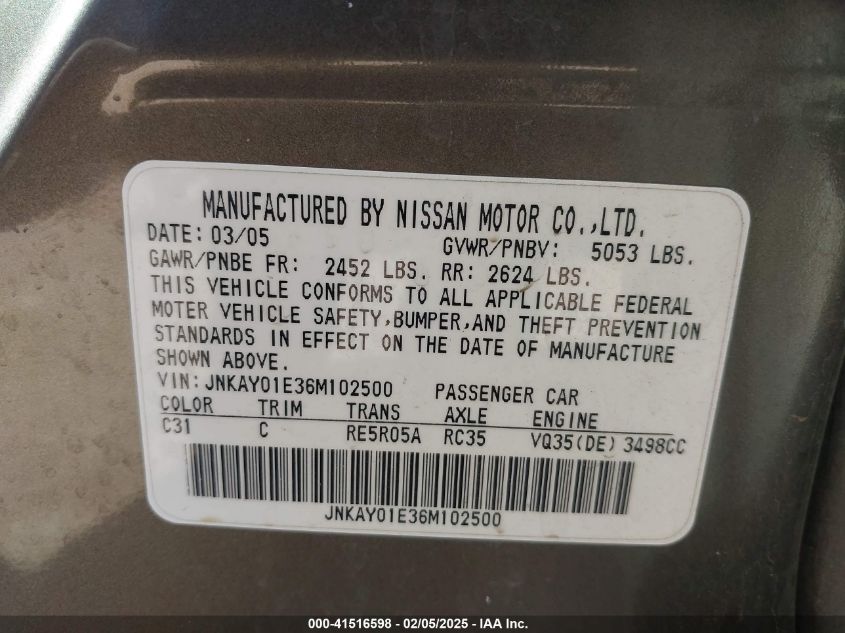 MANUFACTURED BY NISSAN MOTOR CO.,LTD.
DATE: 03/05 GVWR/PNBV: 5053 LBS.
GAWR/PNBE FR: 2452 LBS. RR: 2624 LBS.
THIS VEHICLE CONFORMS TO ALL APPLICABLE FEDERAL
MOTER VEHICLE SAFETY,BUMPER,AND THEFT PREVENTION
STANDARDS IN EFFECT ON THE DATE OF MANUFACTURE
SHOWN ABOVE.
VIN: JNKAY01E36M102500 PASSENGER CAR
COLOR TRIM TRANS AXLE ENGINE
C31 C RE5R05A RC35 VQ35(DE) 3498CC
JNKAY01E36M102500
000-41516598 - 02/05/2025 - IAAI Inc.